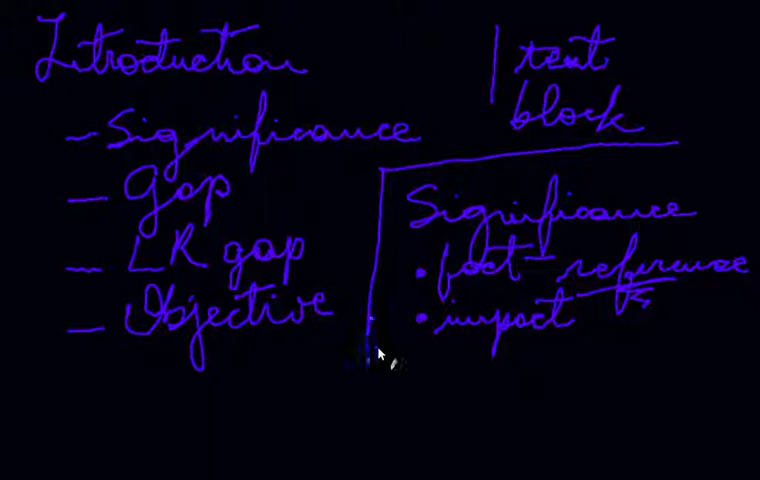 Introduction
- Significance
- Gap
- LR gap
- Objective
| text
block
Significance
• fact - reference
• impact